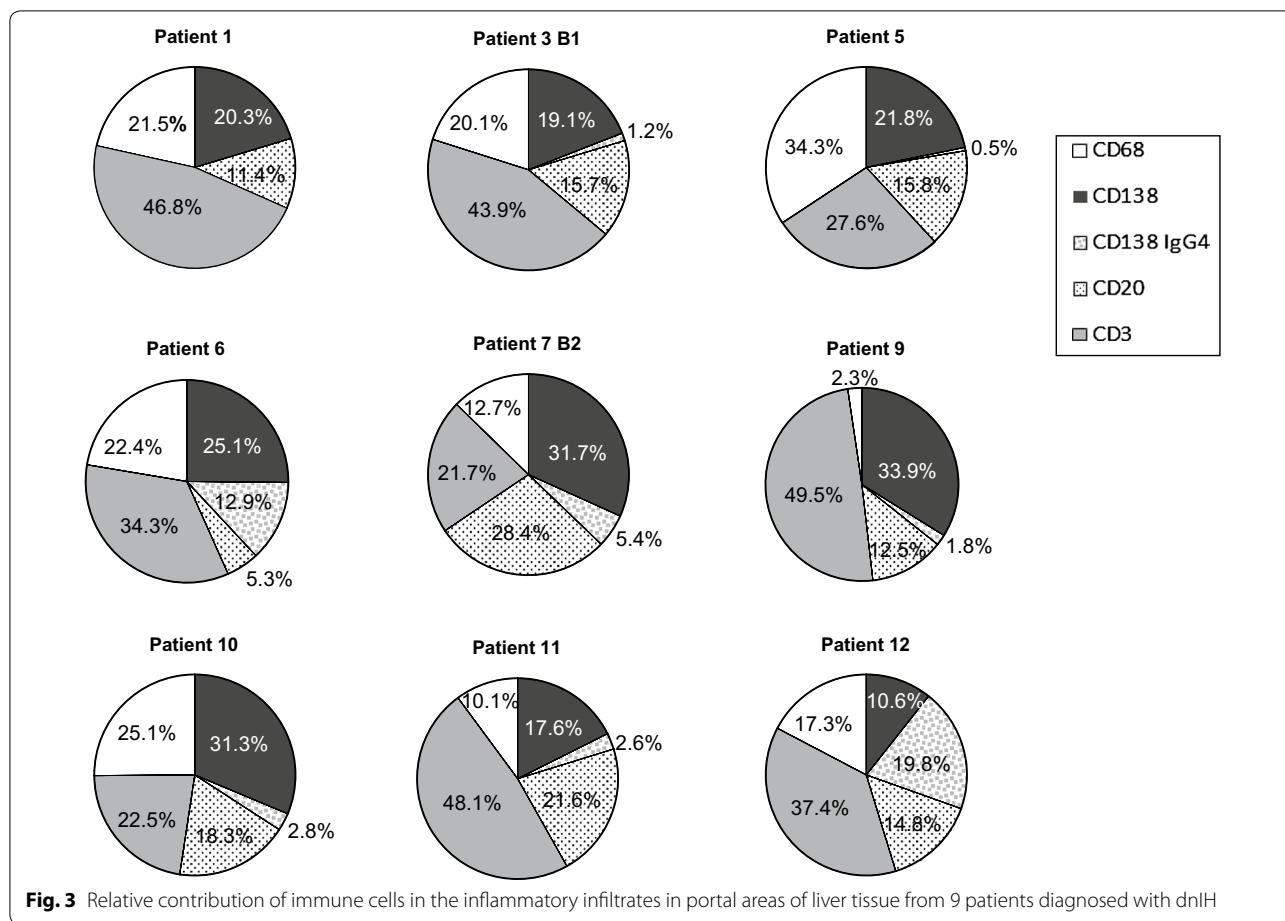 Patient 1
21.5%
20.3%
11.4%
46.8%
Patient 3 B1
20.1%
19.1%
1.2%
15.7%
43.9%
Patient 5
34.3%
21.8%
0.5%
15.8%
27.6%
CD68
CD138
CD138 IgG4
CD20
CD3
Patient 6
22.4%
25.1%
12.9%
34.3%
5.3%
Patient 7 B2
12.7%
31.7%
21.7%
28.4%
5.4%
Patient 9
2.3%
33.9%
49.5%
12.5%
1.8%
Patient 10
25.1%
31.3%
22.5%
18.3%
2.8%
Patient 11
10.1%
17.6%
2.6%
48.1%
21.6%
Patient 12
17.3%
10.6%
19.8%
37.4%
14.8%
Fig. 3 Relative contribution of immune cells in the inflammatory infiltrates in portal areas of liver tissue from 9 patients diagnosed with dnIH